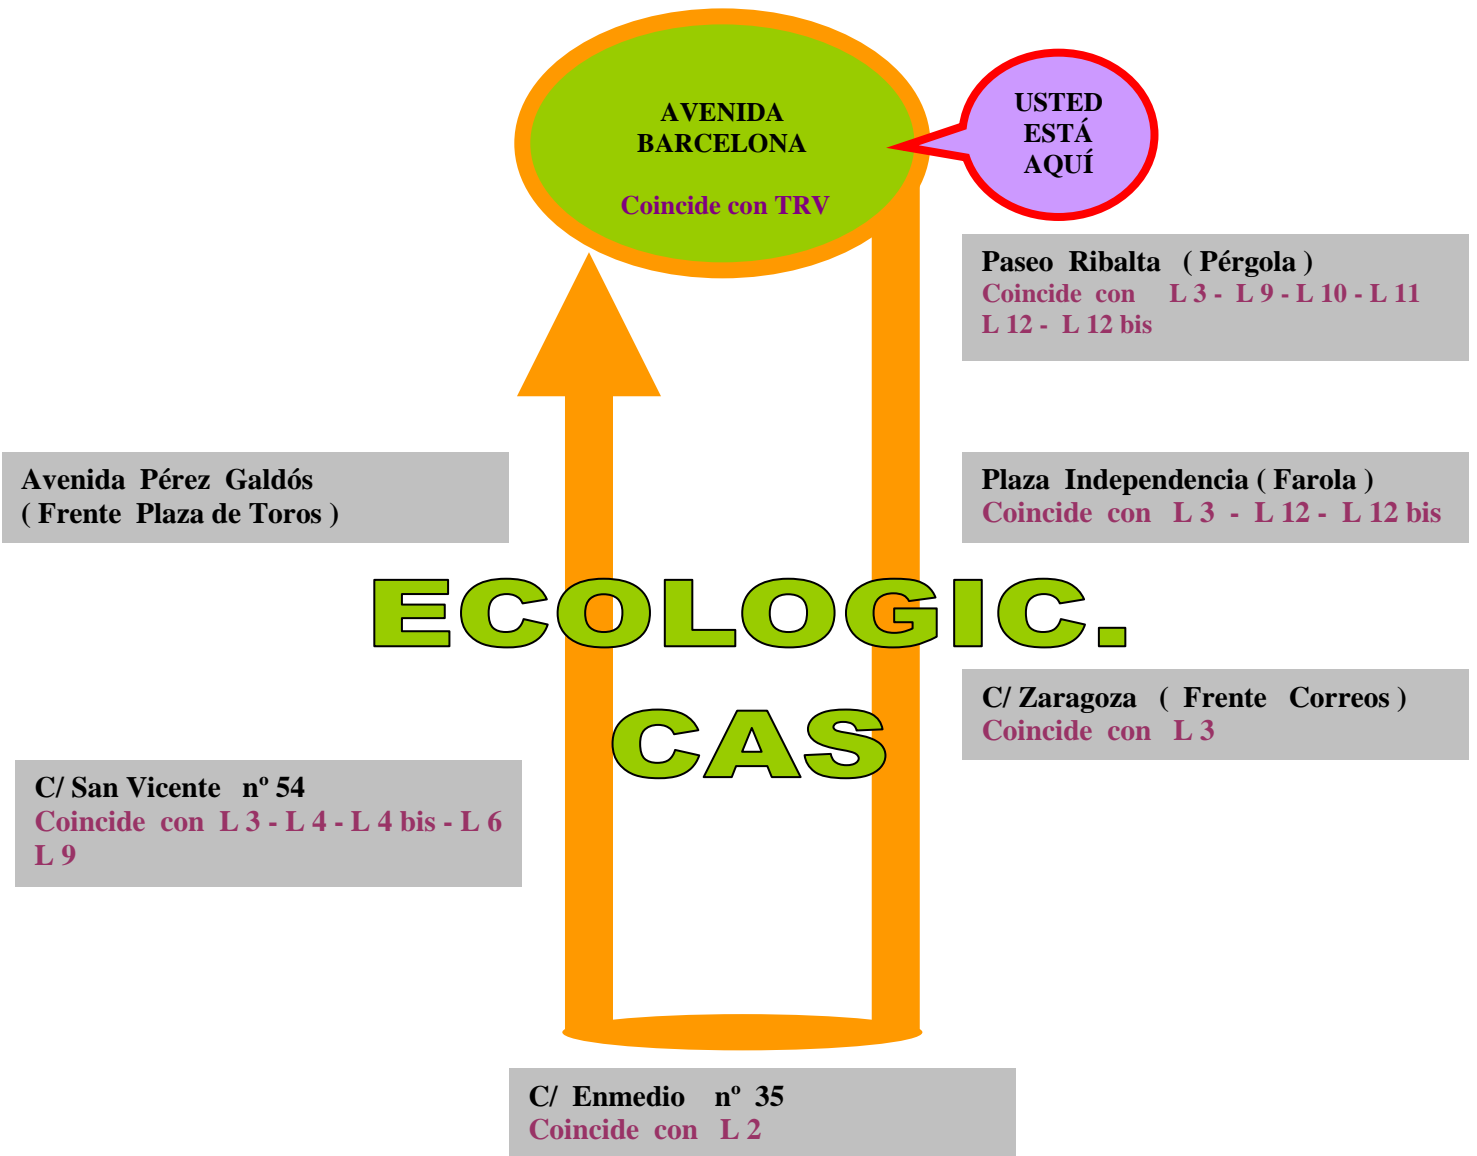 AVENIDA
BARCELONA
Coincide con TRV
USTED
ESTÁ
AQUÍ
Paseo Ribalta ( Pérgola )
Coincide con L 3 - L 9 - L 10 - L 11
L 12 - L 12 bis
Avenida Pérez Galdós
( Frente Plaza de Toros )
Plaza Independencia ( Farola )
Coincide con L 3 - L 12 - L 12 bis
ECOLOGIC.
CAS
C/ Zaragoza ( Frente Correos )
Coincide con L 3
C/ San Vicente nº 54
Coincide con L 3 - L 4 - L 4 bis - L 6
L 9
C/ Enmedio nº 35
Coincide con L 2